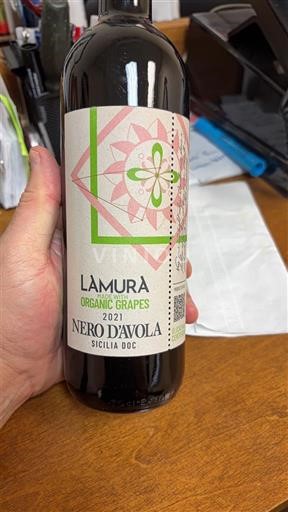 LÀMURÀ
MADE WITH
ORGANIC GRAPES
2021
NERO D'AVOLA
SICILIA DOC